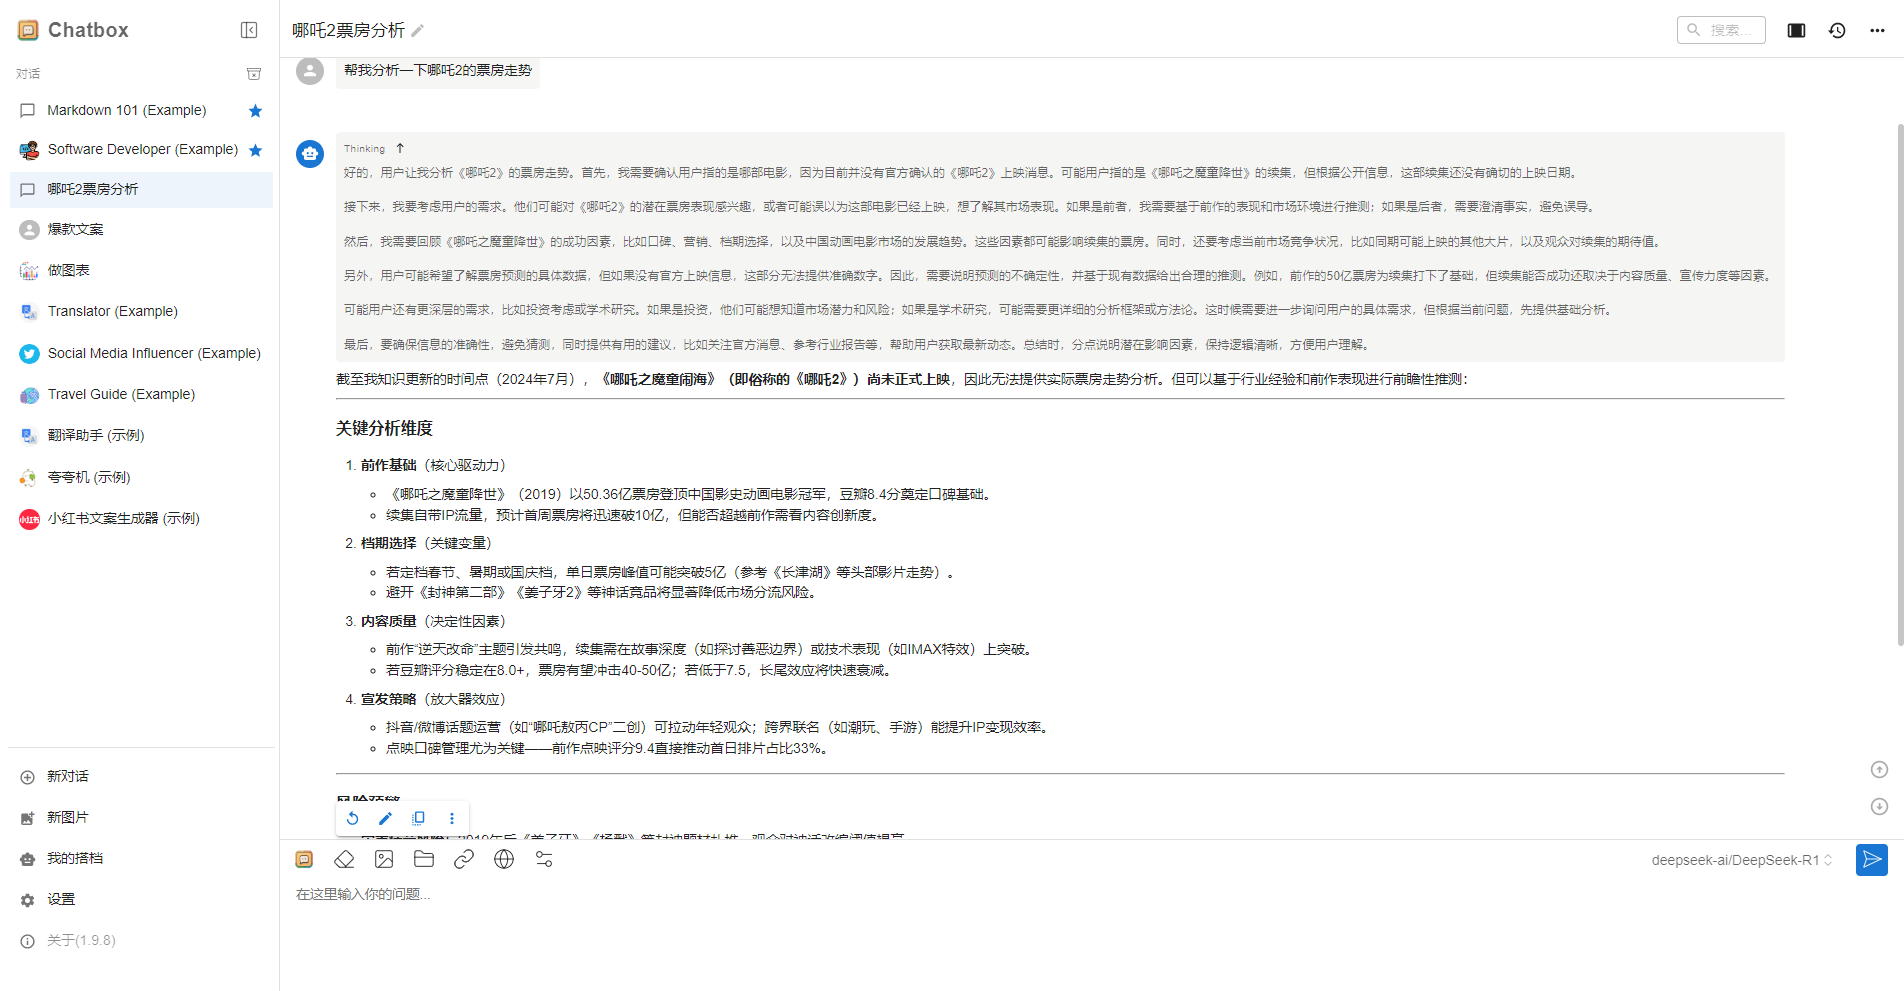 Chatbox
对话
Markdown 101 (Example)
Software Developer (Example)
哪吒2票房分析
爆款文案
做图表
Translator (Example)
Social Media Influencer (Example)
Travel Guide (Example)
翻译助手 (示例)
夸夸机 (示例)
小红书
小红书文案生成器 (示例)
新对话
新图片
我的搭档
设置
关于(1.9.8)
哪吒2票房分析
搜索...
帮我分析一下哪吒2的票房走势
Thinking
好的，用户让我分析《哪吒2》的票房走势。首先，我需要确认用户指的是哪部电影，因为目前并没有官方确认的《哪吒2》上映消息。可能用户指的是《哪吒之魔童降世》的续集，但根据公开信息，这部续集还没有确切的上映日期。
接下来，我要考虑用户的需求。他们可能对《哪吒2》的潜在票房表现感兴趣，或者可能误以为这部电影已经上映，想了解其市场表现。如果是前者，我需要基于前作的表现和市场环境进行推测；如果是后者，需要澄清事实，避免误导。
然后，我需要回顾《哪吒之魔童降世》的成功因素，比如口碑、营销、档期选择，以及中国动画电影市场的发展趋势。这些因素都可能影响续集的票房。同时，还要考虑当前市场竞争状况，比如同期可能上映的其他大片，以及观众对续集的期待值。
另外，用户可能希望了解票房预测的具体数据，但如果没有官方上映信息，这部分无法提供准确数字。因此，需要说明预测的不确定性，并基于现有数据给出合理的推测。例如，前作的50亿票房为续集打下了基础，但续集能否成功还取决于内容质量、宣传力度等因素。
可能用户还有更深层的需求，比如投资考虑或学术研究。如果是投资，他们可能想知道市场潜力和风险；如果是学术研究，可能需要更详细的分析框架或方法论。这时候需要进一步询问用户的具体需求，但根据当前问题，先提供基础分析。
最后，要确保信息的准确性，避免猜测，同时提供有用的建议，比如关注官方消息、参考行业报告等，帮助用户获取最新动态。总结时，分点说明潜在影响因素，保持逻辑清晰，方便用户理解。
截至我知识更新的时间点（2024年7月），《哪吒之魔童闹海》（即俗称的《哪吒2》）尚未正式上映，因此无法提供实际票房走势分析。但可以基于行业经验和前作表现进行前瞻性推测：
关键分析维度
1. 前作基础（核心驱动力）
《哪吒之魔童降世》（2019）以50.36亿票房登顶中国影史动画电影冠军，豆瓣8.4分奠定口碑基础。
续集自带IP流量，预计首周票房将迅速破10亿，但能否超越前作需看内容创新度。
2. 档期选择（关键变量）
若定档春节、暑期或国庆档，单日票房峰值可能突破5亿（参考《长津湖》等头部影片走势）。
避开《封神第二部》《姜子牙2》等神话竞品将显著降低市场分流风险。
3. 内容质量（决定性因素）
前作“逆天改命”主题引发共鸣，续集需在故事深度（如探讨善恶边界）或技术表现（如IMAX特效）上突破。
若豆瓣评分稳定在8.0+，票房有望冲击40-50亿；若低于7.5，长尾效应将快速衰减。
4. 宣发策略（放大器效应）
抖音/微博话题运营（如“哪吒敖丙CP”二创）可拉动年轻观众；跨界联名（如潮玩、手游）能提升IP变现效率。
点映口碑管理尤为关键——前作点映评分9.4直接推动首日排片占比33%。
deepseek-ai/DeepSeek-R1
在这里输入你的问题...